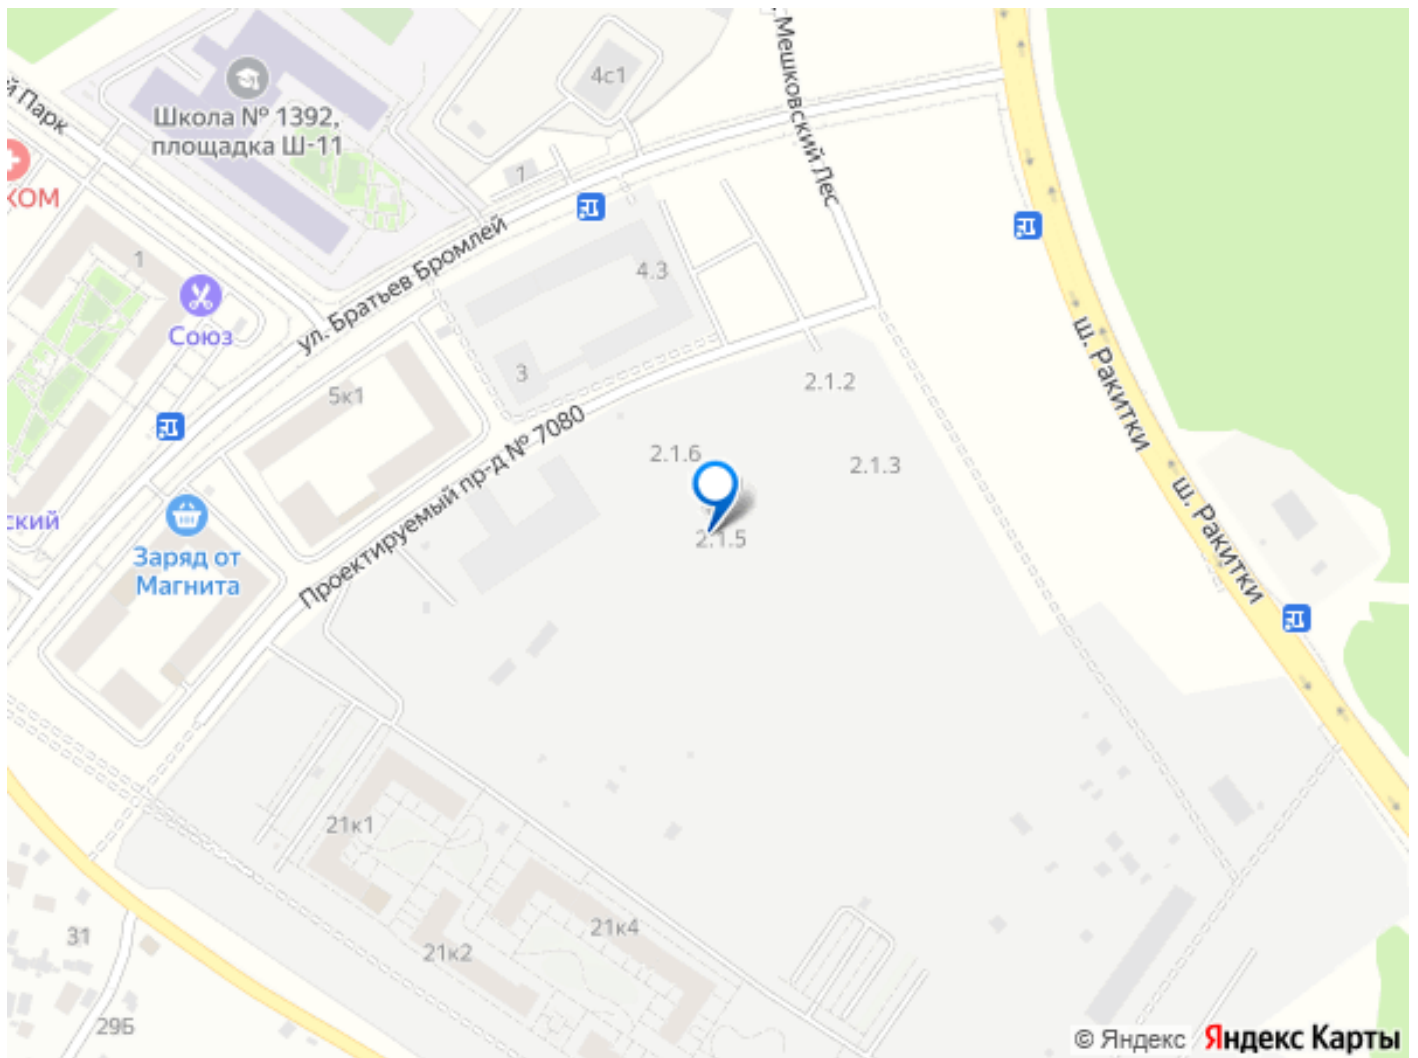 4с1
Мешковский Лес
й Парк
Школа № 1392,
площадка Ш-11
КОМ
1
ул. Братьев Бромлей
4.3
1
Союз
ш. Ракитки
3
2.1.2
5к1
Проектируемый пр-д № 7080
2.1.6
2.1.3
ш. Ракитки
ский
2.1.5
Заряд от
Магнита
21к1
21к4
31
21к2
29Б
© Яндекс Яндекс Карты